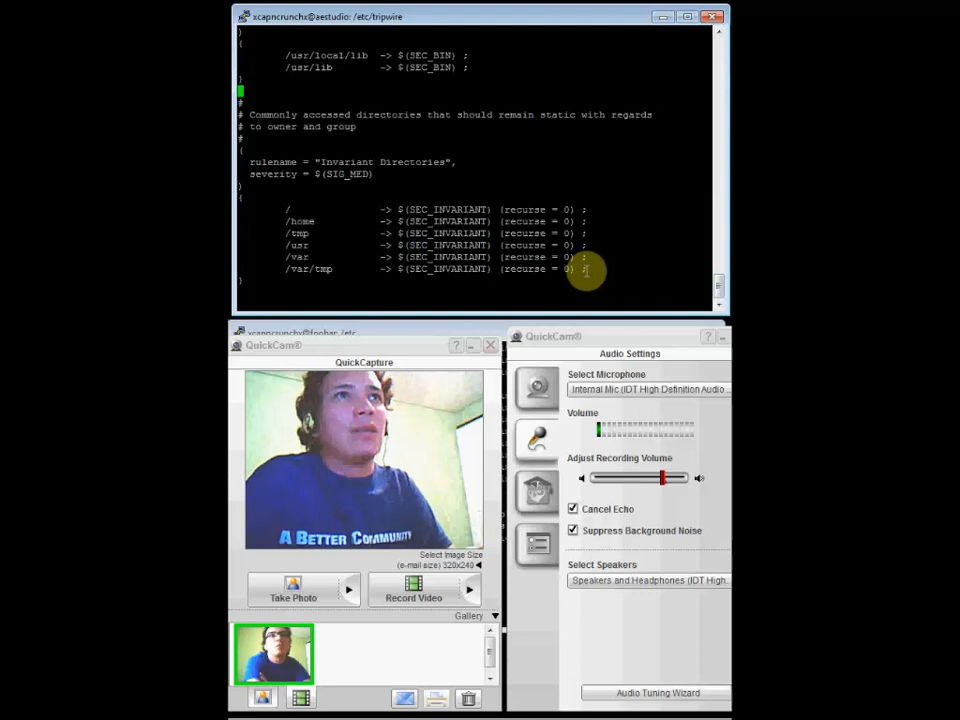 xcapncrunchx@aestudio: /etc/tripwire
)
{
/usr/local/lib -> $(SEC_BIN) ;
/usr/lib -> $(SEC_BIN) ;
}
#
# Commonly accessed directories that should remain static with regards
# to owner and group
#
(
rulename = "Invariant Directories",
severity = $(SIG_MED)
)
{
/ -> $(SEC_INVARIANT) (recurse = 0) ;
/home -> $(SEC_INVARIANT) (recurse = 0) ;
/tmp -> $(SEC_INVARIANT) (recurse = 0) ;
/usr -> $(SEC_INVARIANT) (recurse = 0) ;
/var -> $(SEC_INVARIANT) (recurse = 0) ;
/var/tmp -> $(SEC_INVARIANT) (recurse = 0) ;
}
xcapncrunchx@foobar: /etc
QuickCam®
QuickCapture
A BETTER COMMUNITY
Select Image Size
(e-mail size) 320x240
Take Photo
Record Video
Gallery
QuickCam®
Audio Settings
Select Microphone
Internal Mic (IDT High Definition Audio
Volume
Adjust Recording Volume
Cancel Echo
Suppress Background Noise
Select Speakers
Speakers and Headphones (IDT High
Audio Tuning Wizard